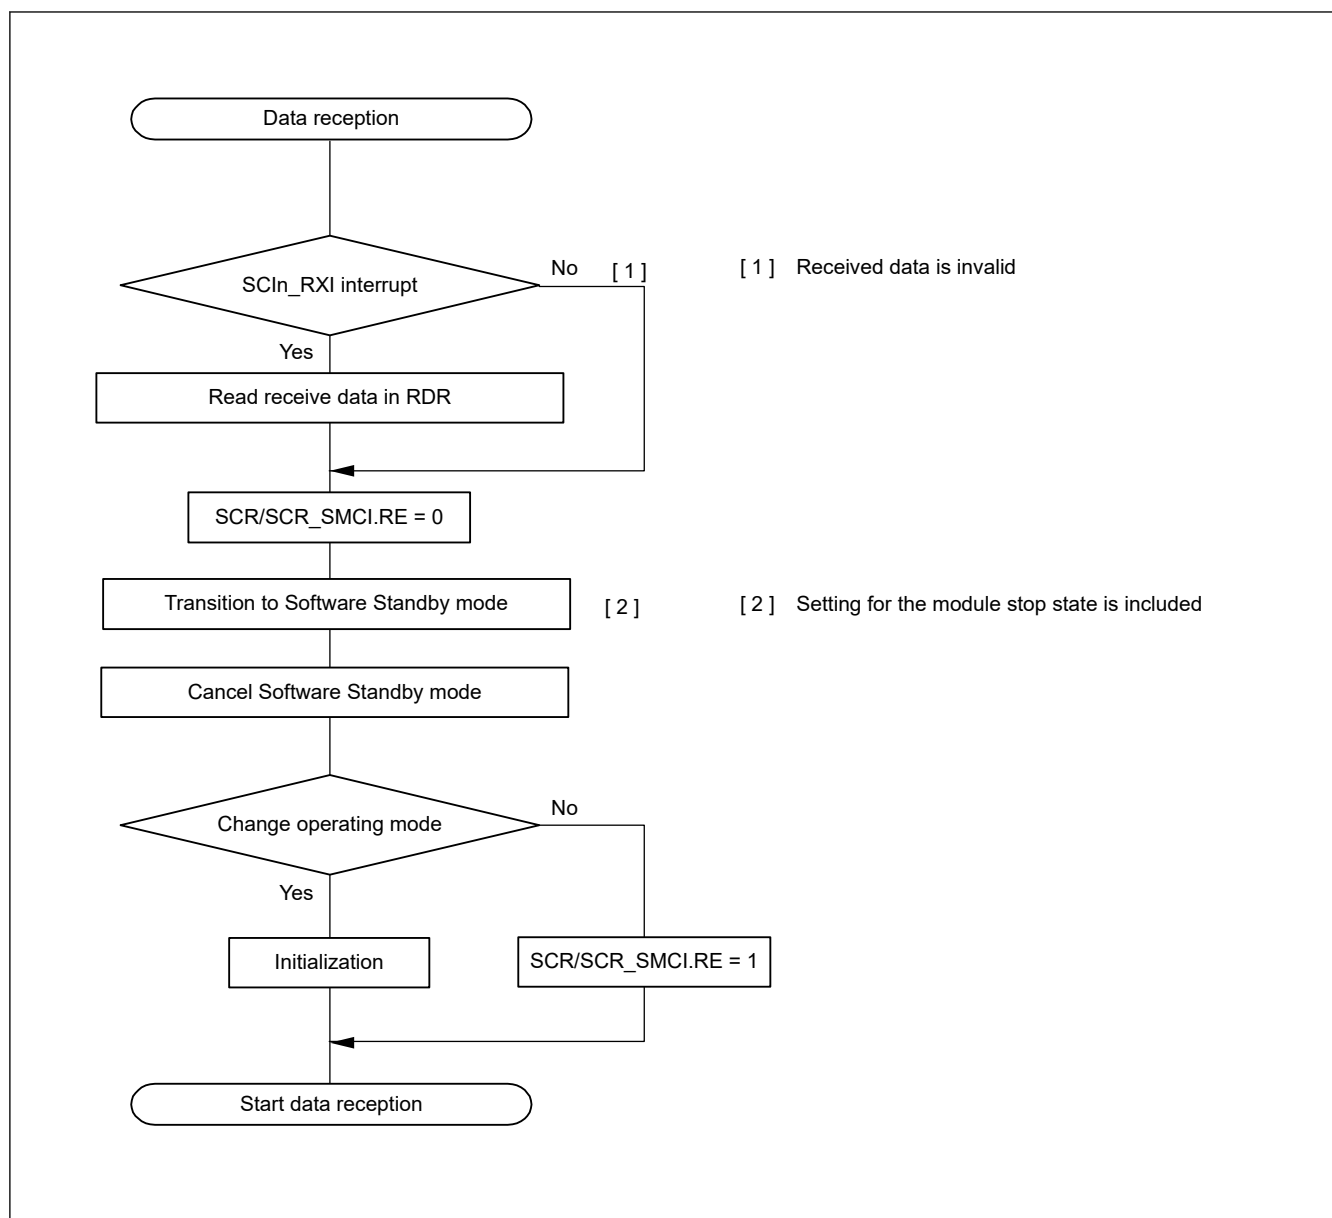 Data reception
SCIn_RXI interrupt
No
[ 1 ]
[ 1 ] Received data is invalid
Yes
Read receive data in RDR
SCR/SCR_SMCI.RE = 0
Transition to Software Standby mode
[ 2 ]
[ 2 ] Setting for the module stop state is included
Cancel Software Standby mode
Change operating mode
No
Yes
Initialization
SCR/SCR_SMCI.RE = 1
Start data reception